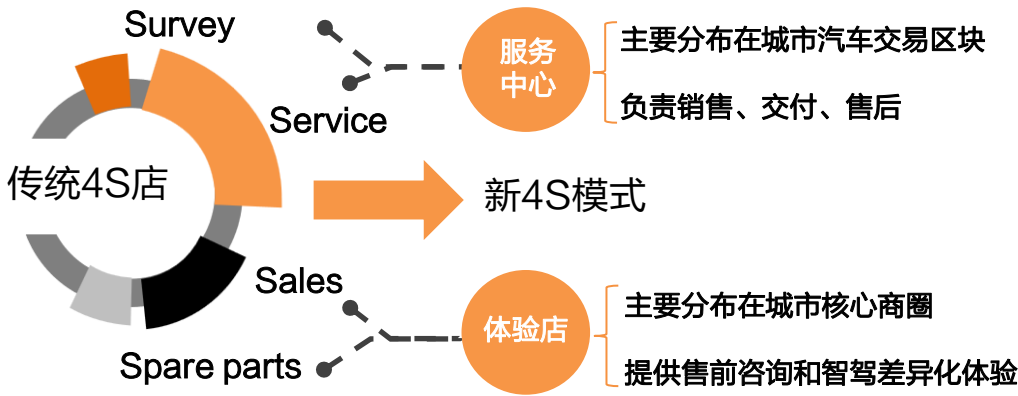 Survey
Service
传统4S店
Sales
Spare parts
新4S模式
服务
中心
主要分布在城市汽车交易区块
负责销售、交付、售后
体验店
主要分布在城市核心商圈
提供售前咨询和智驾差异化体验